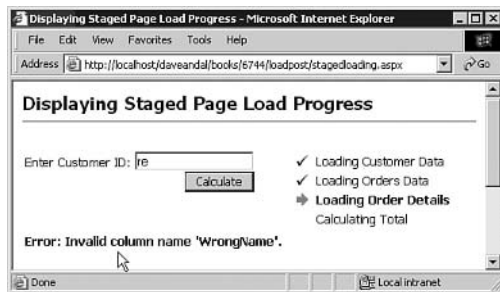 Displaying Staged Page Load Progress - Microsoft Internet Explorer
File Edit View Favorites Tools Help
Address http://localhost/daveandal/books/6744/loadpost/stagedloading.aspx Go
Displaying Staged Page Load Progress
Enter Customer ID: re
Calculate
Loading Customer Data
Loading Orders Data
Loading Order Details
Calculating Total
Error: Invalid column name 'WrongName'.
Done Local intranet